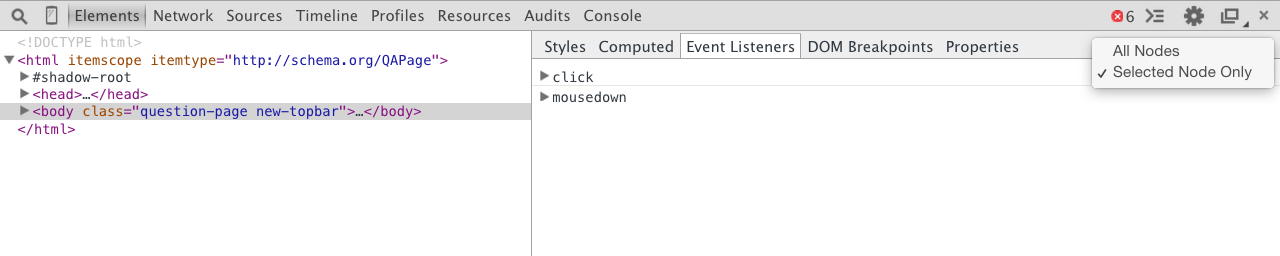 Elements Network Sources Timeline Profiles Resources Audits Console 6
<!DOCTYPE html>
<html itemscope itemtype="http://schema.org/QAPage">
#shadow-root
<head>…</head>
<body class="question-page new-topbar">…</body>
</html>
Styles Computed Event Listeners DOM Breakpoints Properties
click
mousedown
All Nodes
✓ Selected Node Only